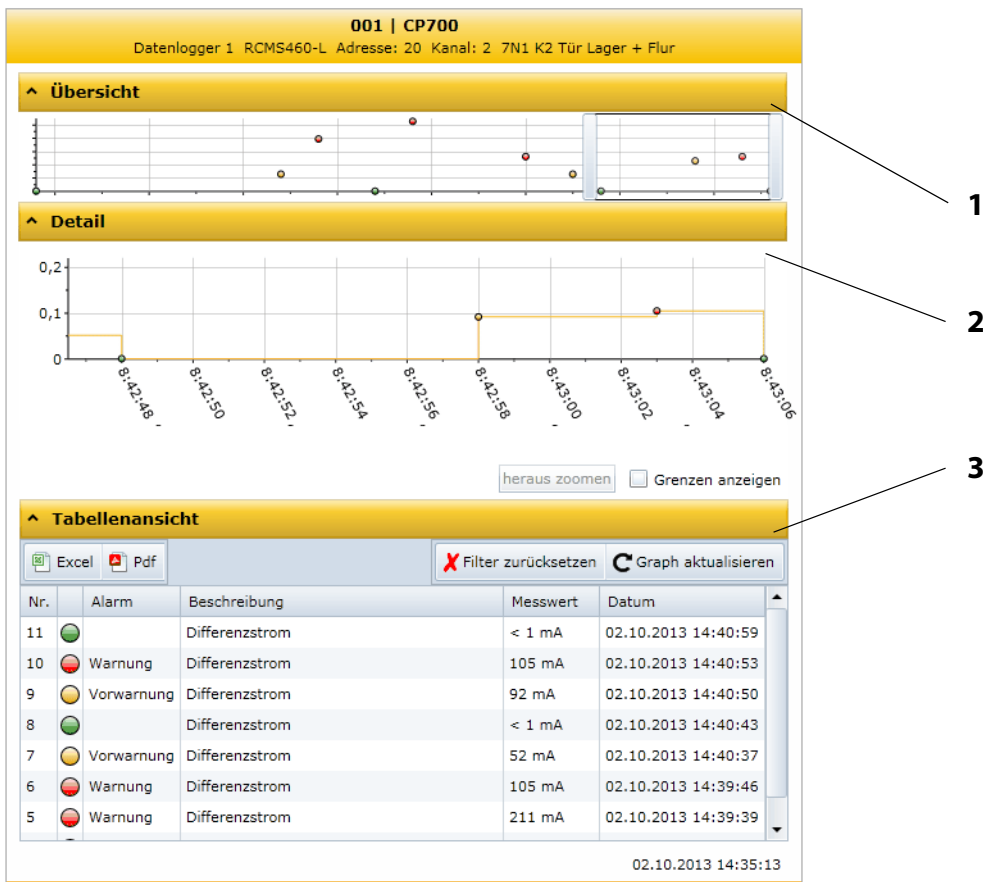 001 | CP700
Datenlogger 1 RCMS460-L Adresse: 20 Kanal: 2 7N1 K2 Tür Lager + Flur
Übersicht
1
Detail
2
0,2
0,1
0
8:42:48
8:42:50
8:42:52
8:42:54
8:42:56
8:42:58
8:43:00
8:43:02
8:43:04
8:43:06
heraus zoomen Grenzen anzeigen
3
Tabellenansicht
Excel Pdf Filter zurücksetzen Graph aktualisieren
Nr. Alarm Beschreibung Messwert Datum
11 Differenzstrom < 1 mA 02.10.2013 14:40:59
10 Warnung Differenzstrom 105 mA 02.10.2013 14:40:53
9 Vorwarnung Differenzstrom 92 mA 02.10.2013 14:40:50
8 Differenzstrom < 1 mA 02.10.2013 14:40:43
7 Vorwarnung Differenzstrom 52 mA 02.10.2013 14:40:37
6 Warnung Differenzstrom 105 mA 02.10.2013 14:39:46
5 Warnung Differenzstrom 211 mA 02.10.2013 14:39:39
02.10.2013 14:35:13